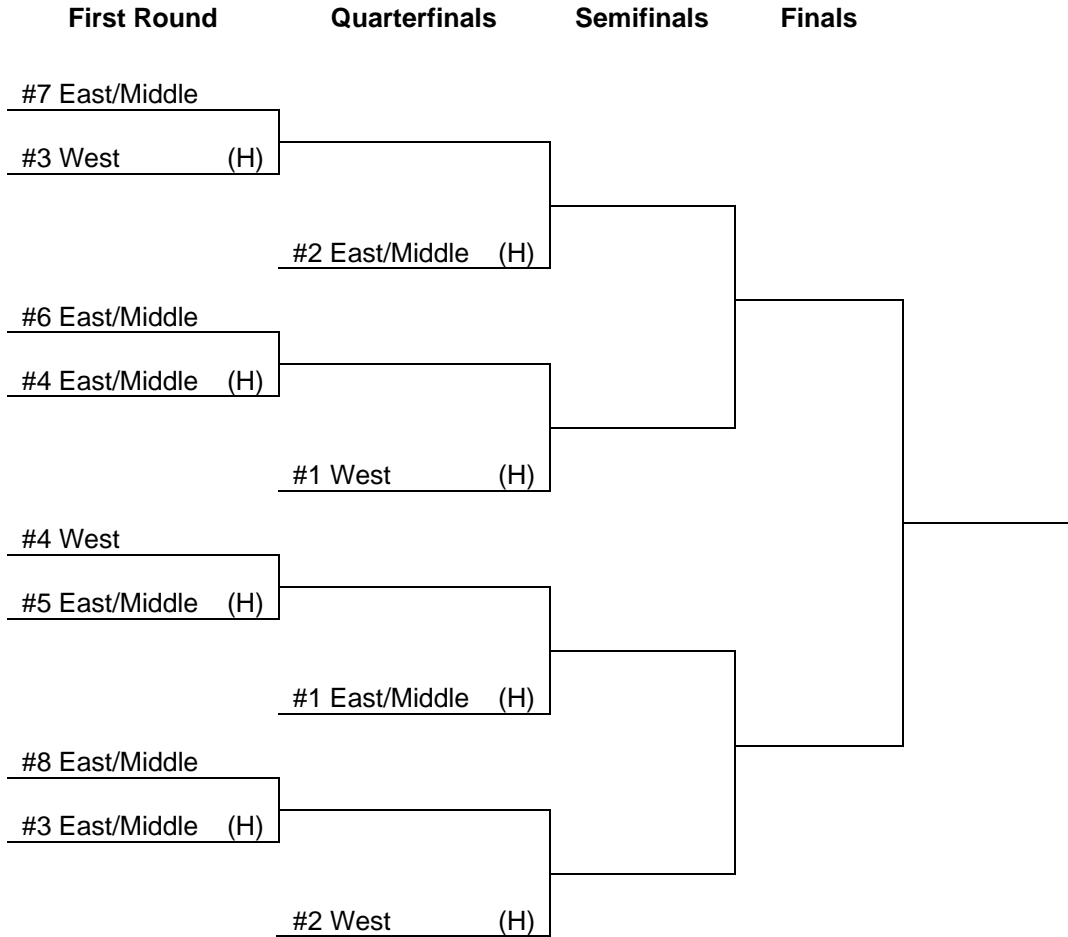 First Round Quarterfinals Semifinals Finals
#7 East/Middle
#3 West (H)
#2 East/Middle (H)
#6 East/Middle
#4 East/Middle (H)
#1 West (H)
#4 West
#5 East/Middle (H)
#1 East/Middle (H)
#8 East/Middle
#3 East/Middle (H)
#2 West (H)